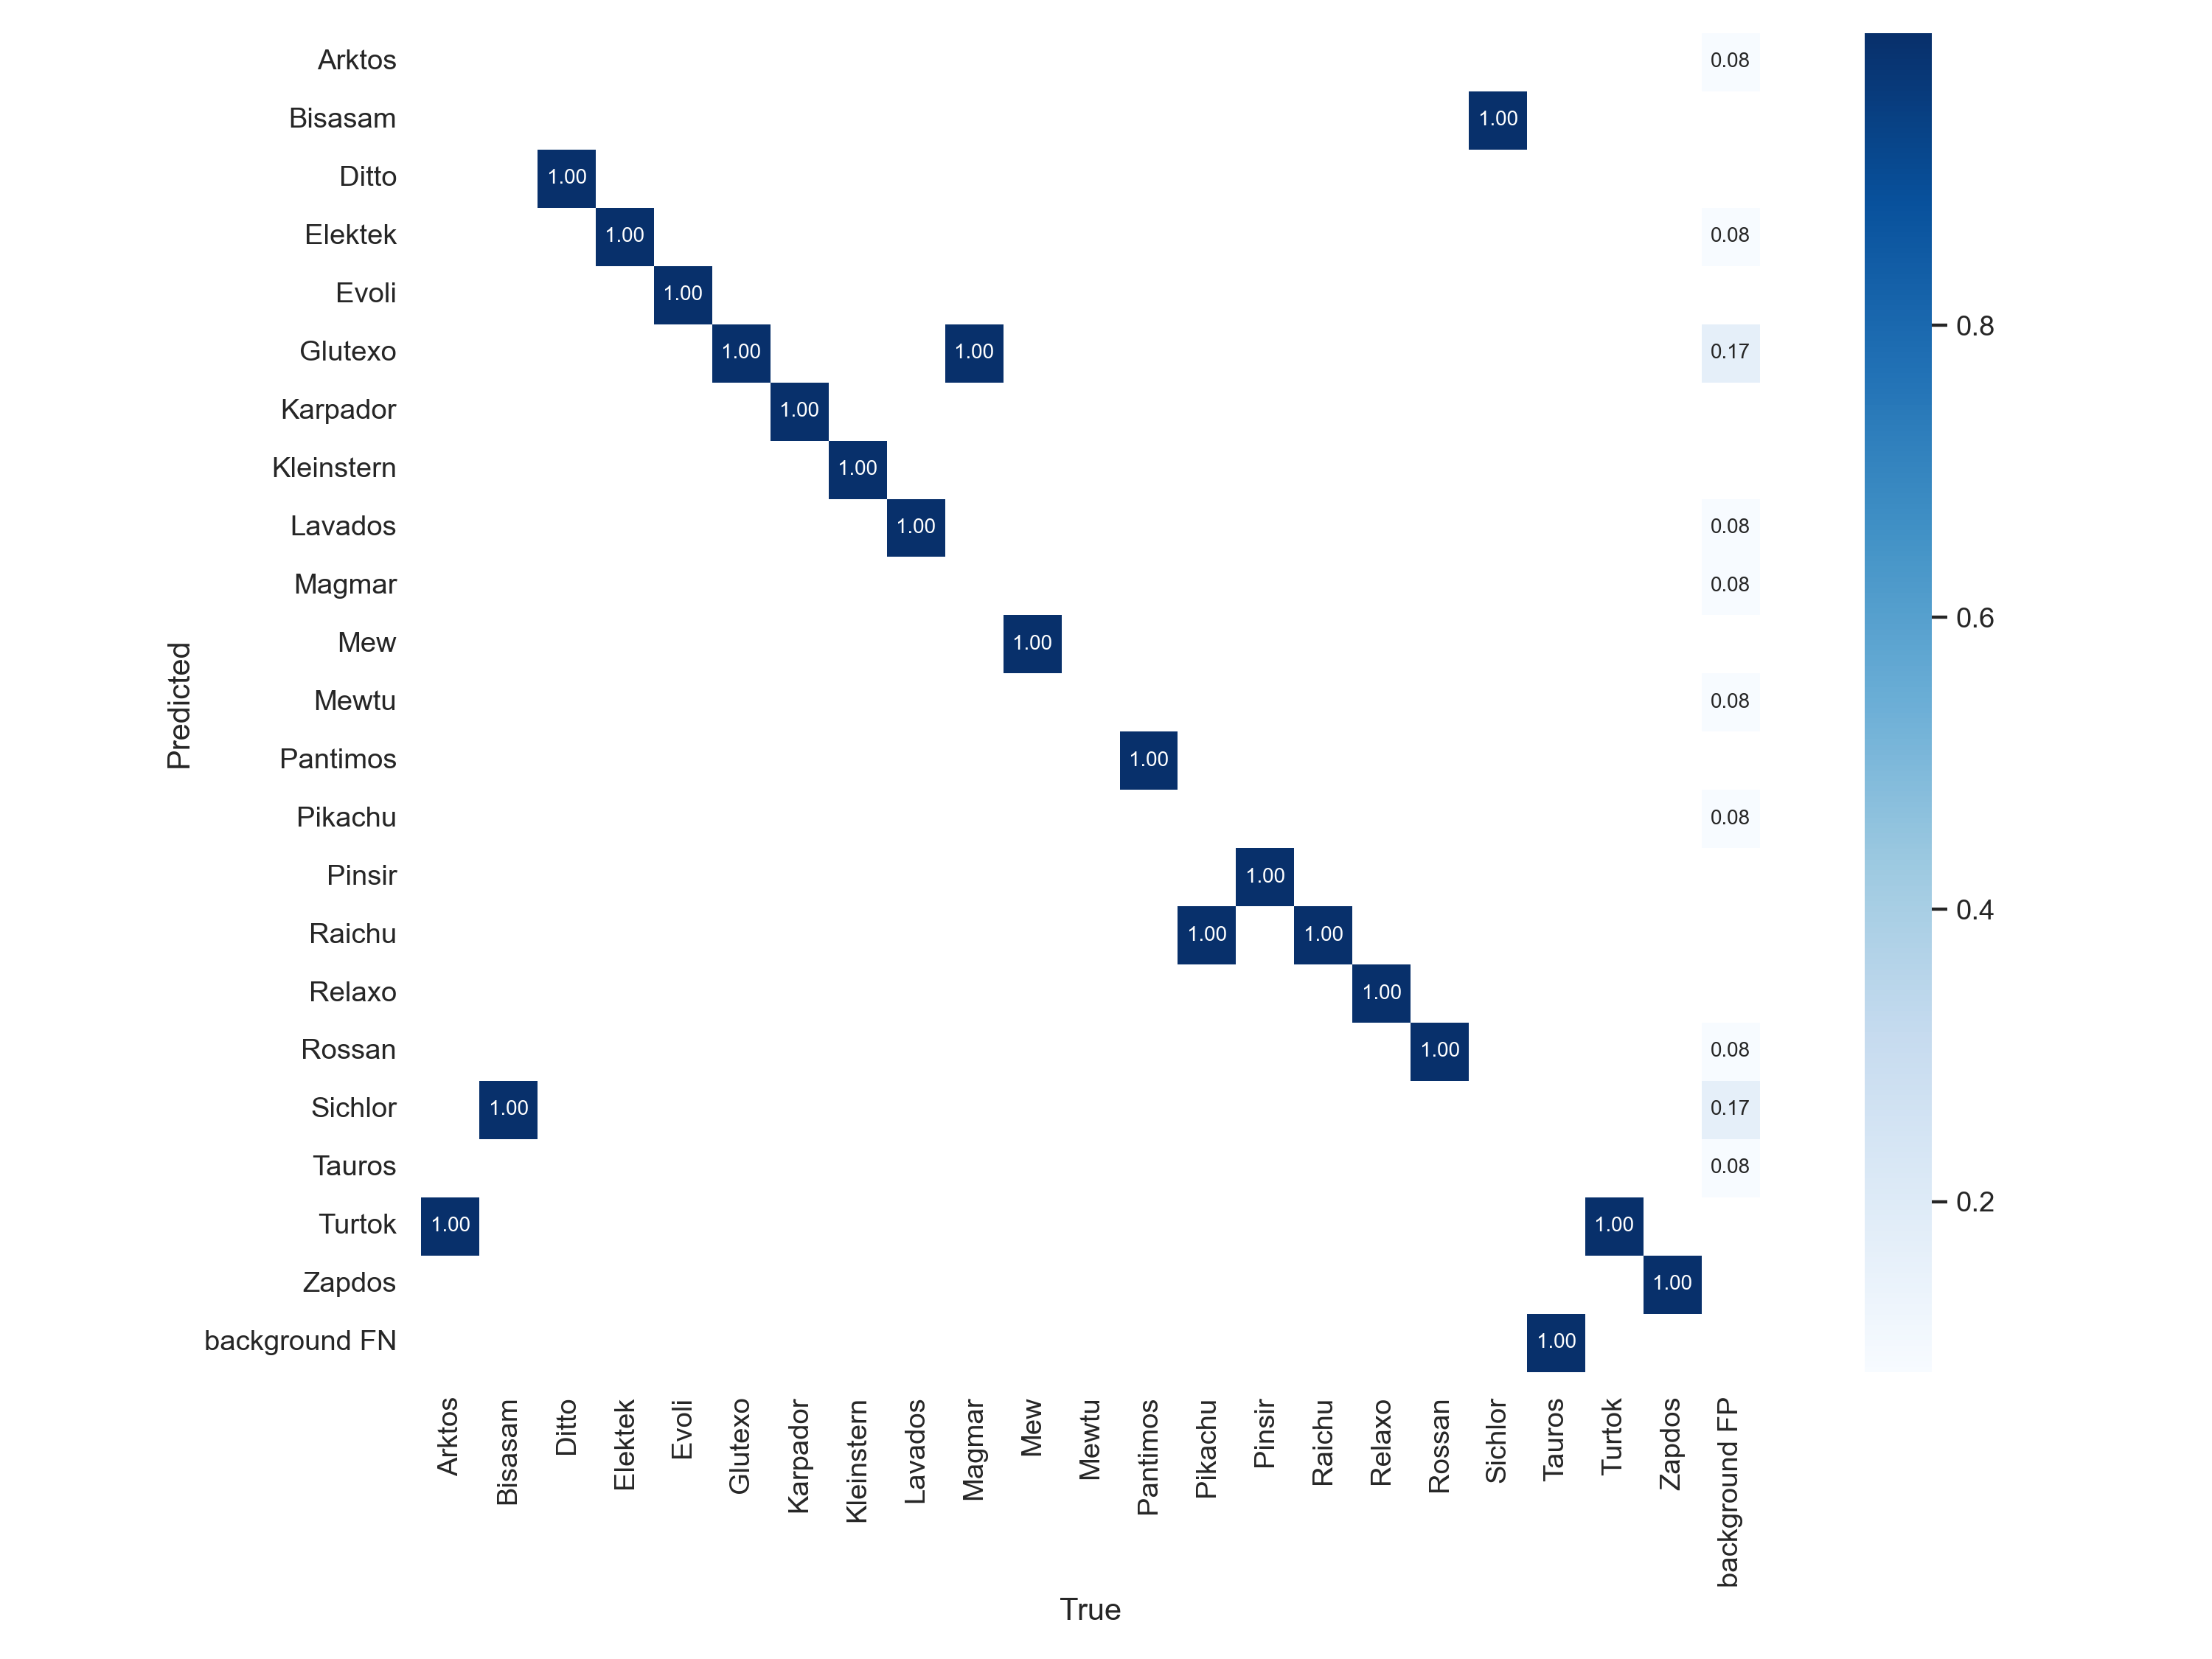 Arktos 0.08
Bisasam 1.00
Ditto 1.00
Elektek 1.00 0.08
Evoli 1.00
Glutexo 1.00 1.00 0.17
Karpador 1.00
Kleinstern 1.00
Lavados 1.00 0.08
Magmar 0.08
Mew 1.00
Mewtu 0.08
Pantimos 1.00
Pikachu 0.08
Pinsir 1.00
Raichu 1.00 1.00
Relaxo 1.00
Rossan 1.00 0.08
Sichlor 1.00 0.17
Tauros 0.08
Turtok 1.00 1.00
Zapdos 1.00
background FN 1.00
Predicted
Arktos
Bisasam
Ditto
Elektek
Evoli
Glutexo
Karpador
Kleinstern
Lavados
Magmar
Mew
Mewtu
Pantimos
Pikachu
Pinsir
Raichu
Relaxo
Rossan
Sichlor
Tauros
Turtok
Zapdos
background FP
True
0.8
0.6
0.4
0.2